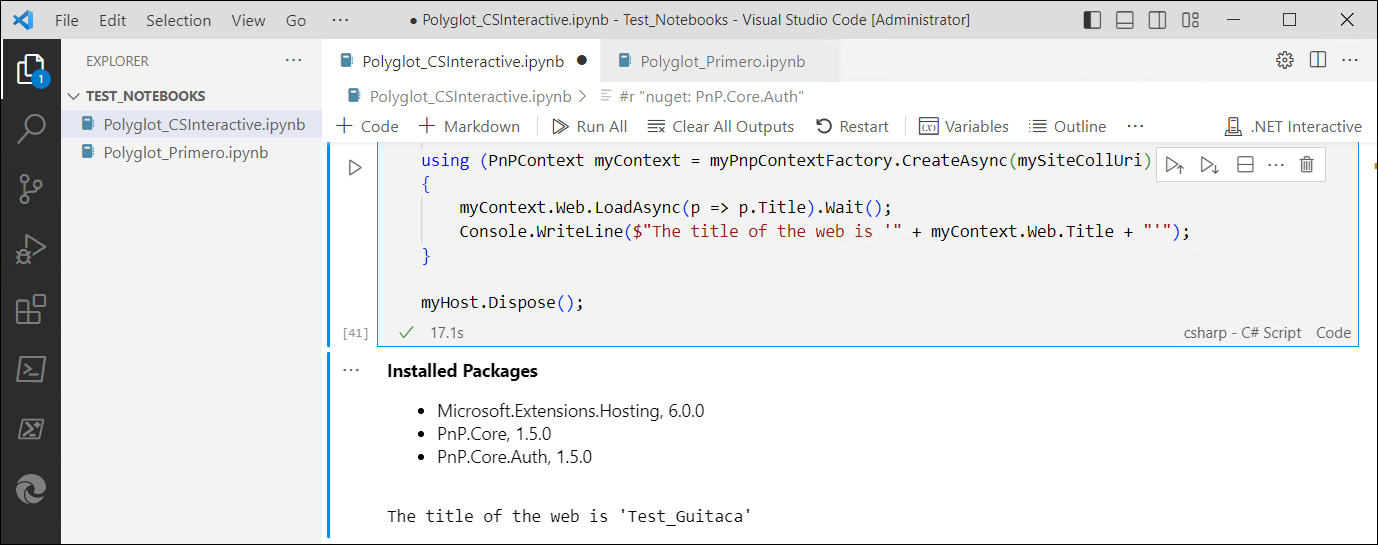 File Edit Selection View Go ··· ● Polyglot_CSInteractive.ipynb - Test_Notebooks - Visual Studio Code [Administrator]
EXPLORER ···
Polyglot_CSInteractive.ipynb ●
Polyglot_Primero.ipynb
···
1
TEST_NOTEBOOKS
Polyglot_CSInteractive.ipynb
Polyglot_Primero.ipynb
Polyglot_CSInteractive.ipynb > #r "nuget: PnP.Core.Auth"
+ Code + Markdown Run All Clear All Outputs Restart Variables Outline ··· .NET Interactive
using (PnPContext myContext = myPnpContextFactory.CreateAsync(mySiteCollUri)
{
myContext.Web.LoadAsync(p => p.Title).Wait();
Console.WriteLine($"The title of the web is '" + myContext.Web.Title + "'");
}
myHost.Dispose();
[41] ✓ 17.1s csharp - C# Script Code
··· Installed Packages
• Microsoft.Extensions.Hosting, 6.0.0
• PnP.Core, 1.5.0
• PnP.Core.Auth, 1.5.0
The title of the web is 'Test_Guitaca'